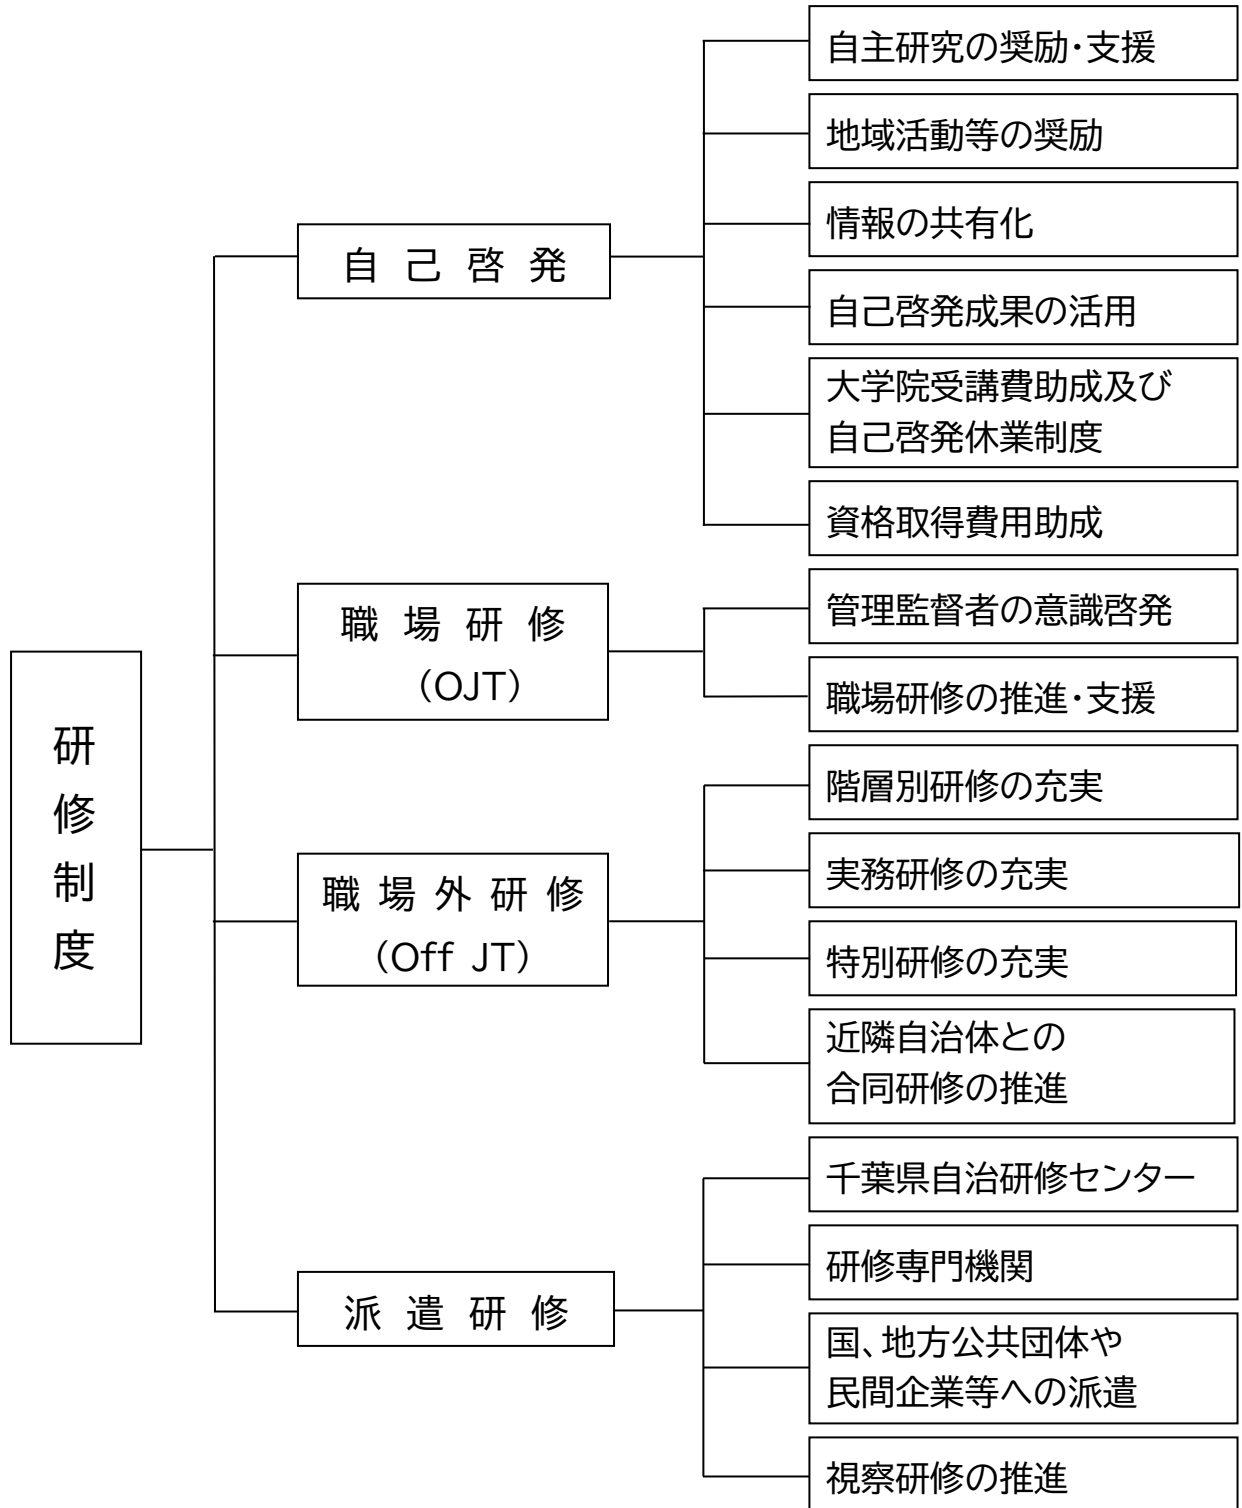 研修制度
自己啓発
自主研究の奨励・支援
地域活動等の奨励
情報の共有化
自己啓発成果の活用
大学院受講費助成及び
自己啓発休業制度
資格取得費用助成
職場研修
（OJT）
管理監督者の意識啓発
職場研修の推進・支援
職場外研修
（Off JT）
階層別研修の充実
実務研修の充実
特別研修の充実
近隣自治体との
合同研修の推進
派遣研修
千葉県自治研修センター
研修専門機関
国、地方公共団体や
民間企業等への派遣
視察研修の推進